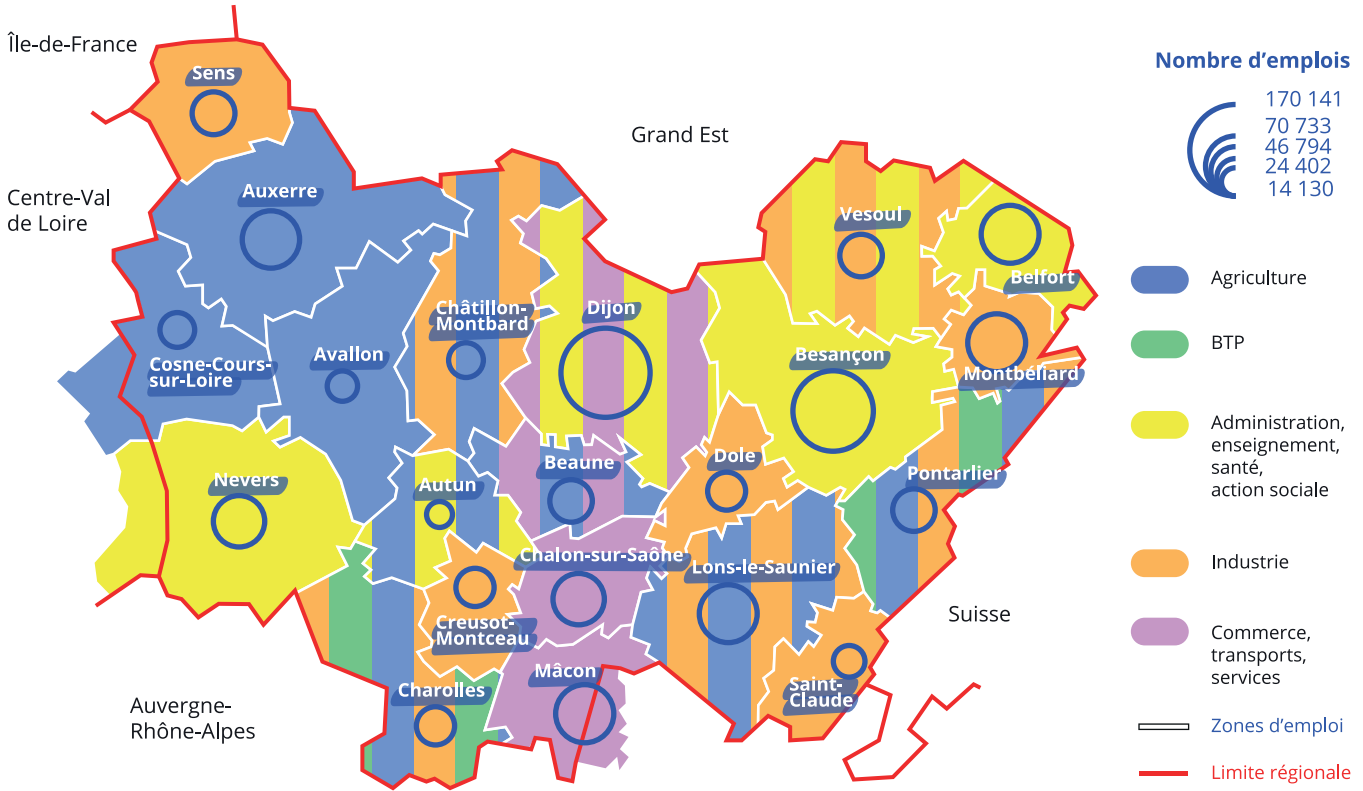 Île-de-France
Sens
Grand Est
Centre-Val
de Loire
Auxerre
Vesoul
Belfort
Cosne-Cours-
sur-Loire
Avallon
Châtillon-
Montbard
Dijon
Besançon
Montbéliard
Nevers
Autun
Beaune
Dole
Pontarlier
Chalon-sur-Saône
Lons-le-Saunier
Creusot-
Montceau
Suisse
Mâcon
Charolles
Saint-
Claude
Auvergne-
Rhône-Alpes
Nombre d'emplois
170 141
70 733
46 794
24 402
14 130
Agriculture
BTP
Administration,
enseignement,
santé,
action sociale
Industrie
Commerce,
transports,
services
Zones d'emploi
Limite régionale